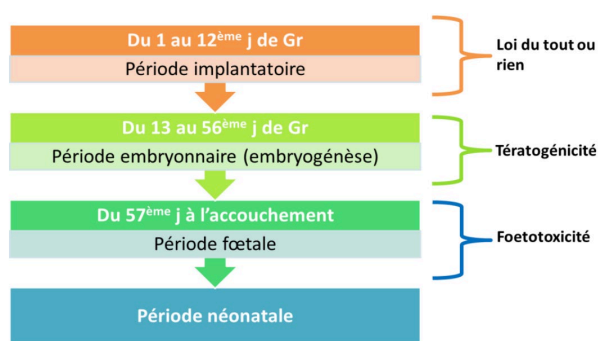 Du 1 au 12ème j de Gr
Période implantatoire
Loi du tout ou
rien
Du 13 au 56ème j de Gr
Période embryonnaire (embryogénèse)
Tératogénicité
Du 57ème j à l’accouchement
Période fœtale
Foetotoxicité
Période néonatale